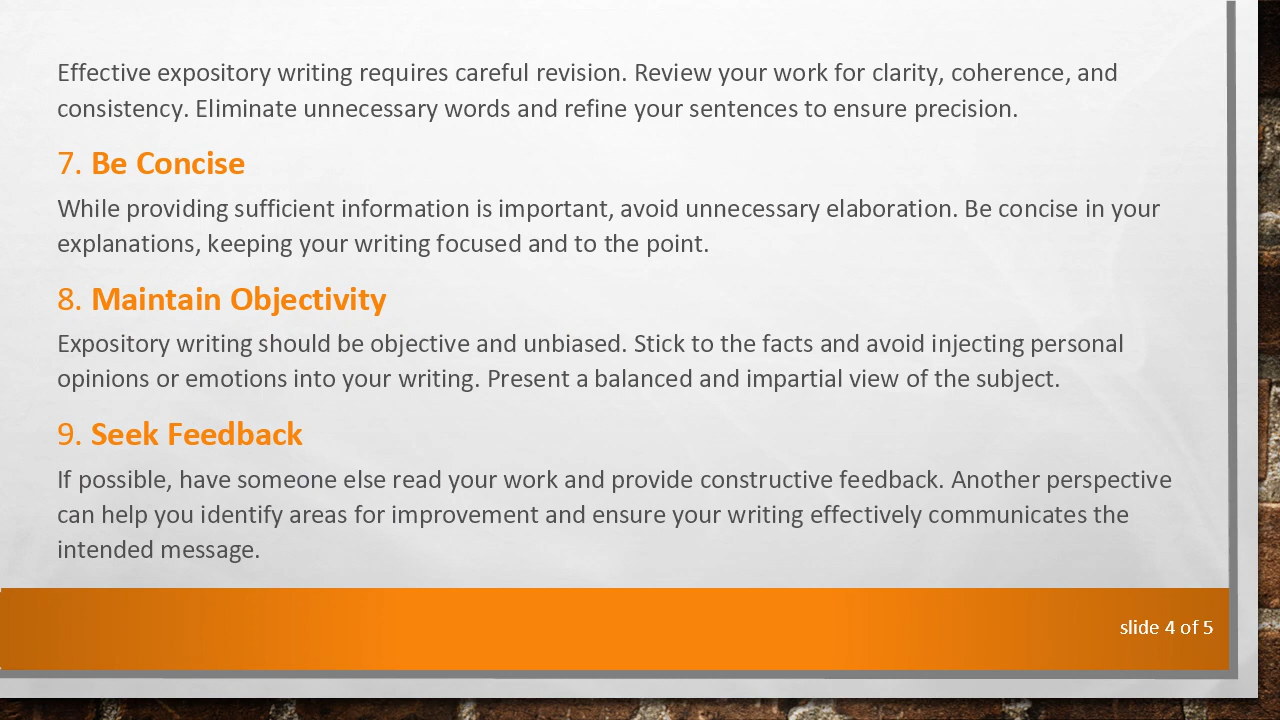 Effective expository writing requires careful revision. Review your work for clarity, coherence, and
consistency. Eliminate unnecessary words and refine your sentences to ensure precision.
7. Be Concise
While providing sufficient information is important, avoid unnecessary elaboration. Be concise in your
explanations, keeping your writing focused and to the point.
8. Maintain Objectivity
Expository writing should be objective and unbiased. Stick to the facts and avoid injecting personal
opinions or emotions into your writing. Present a balanced and impartial view of the subject.
9. Seek Feedback
If possible, have someone else read your work and provide constructive feedback. Another perspective
can help you identify areas for improvement and ensure your writing effectively communicates the
intended message.
slide 4 of 5